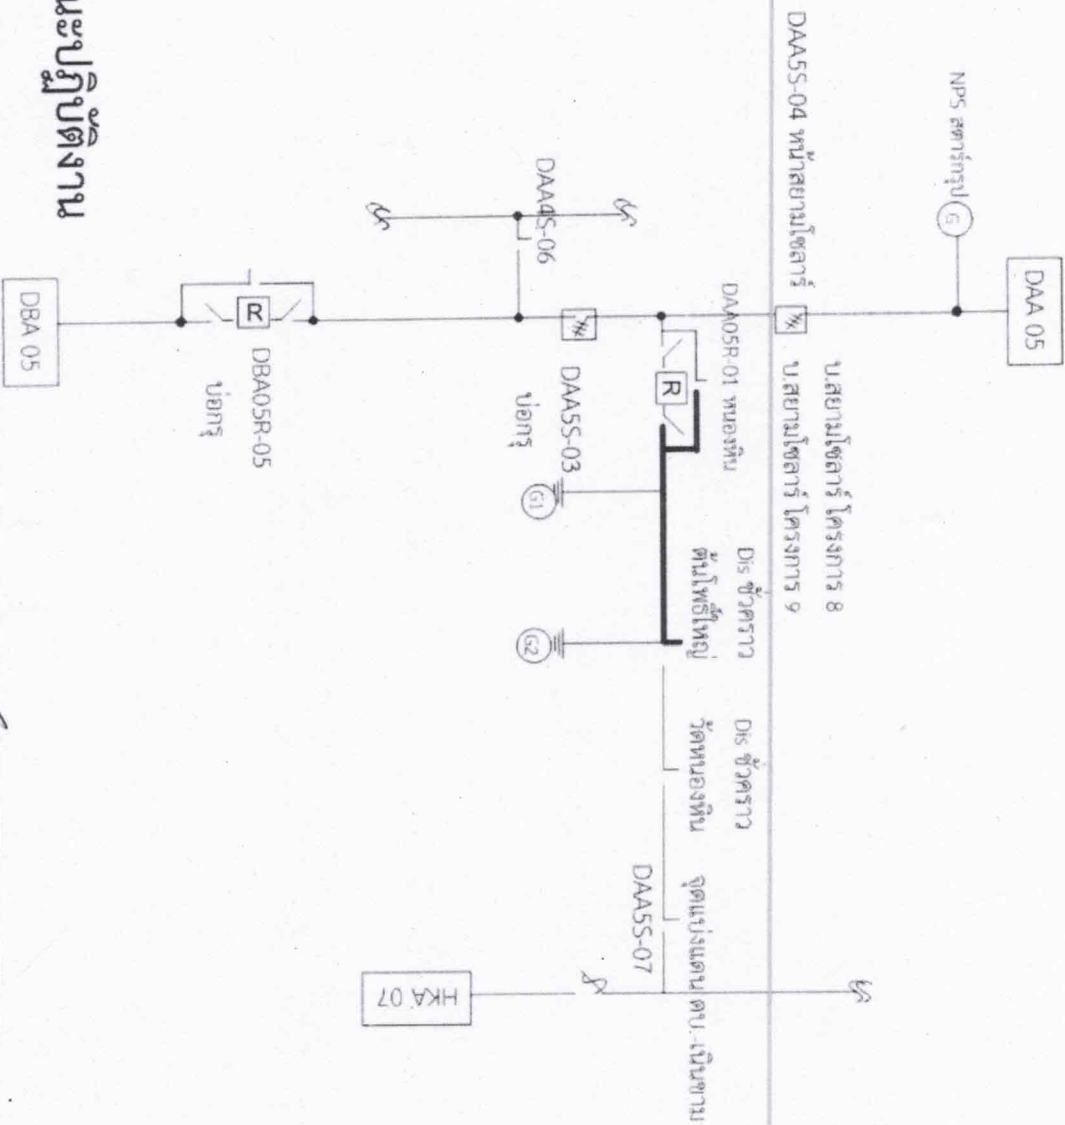 นะปฏิบัติงาน
DAA 05
NPS สตาร์กรุป
G
DAA5S-04 หน้าสยามโซลาร์
บ.สยามโซลาร์ โครงการ 8
บ.สยามโซลาร์ โครงการ 9
DAA05R-01 หนองหิน
R
Dis ชั่วคราว
ต้นโพธิ์ใหญ่
Dis ชั่วคราว
วัดหนองหิน
จุดแบ่งแดน ดบ.-เนินขาม
DAA5S-07
DAA5S-03
บ่อกรุ
G1
G2
DAA4S-06
HKA 07
R
DBA05R-05
บ่อกรุ
DBA 05